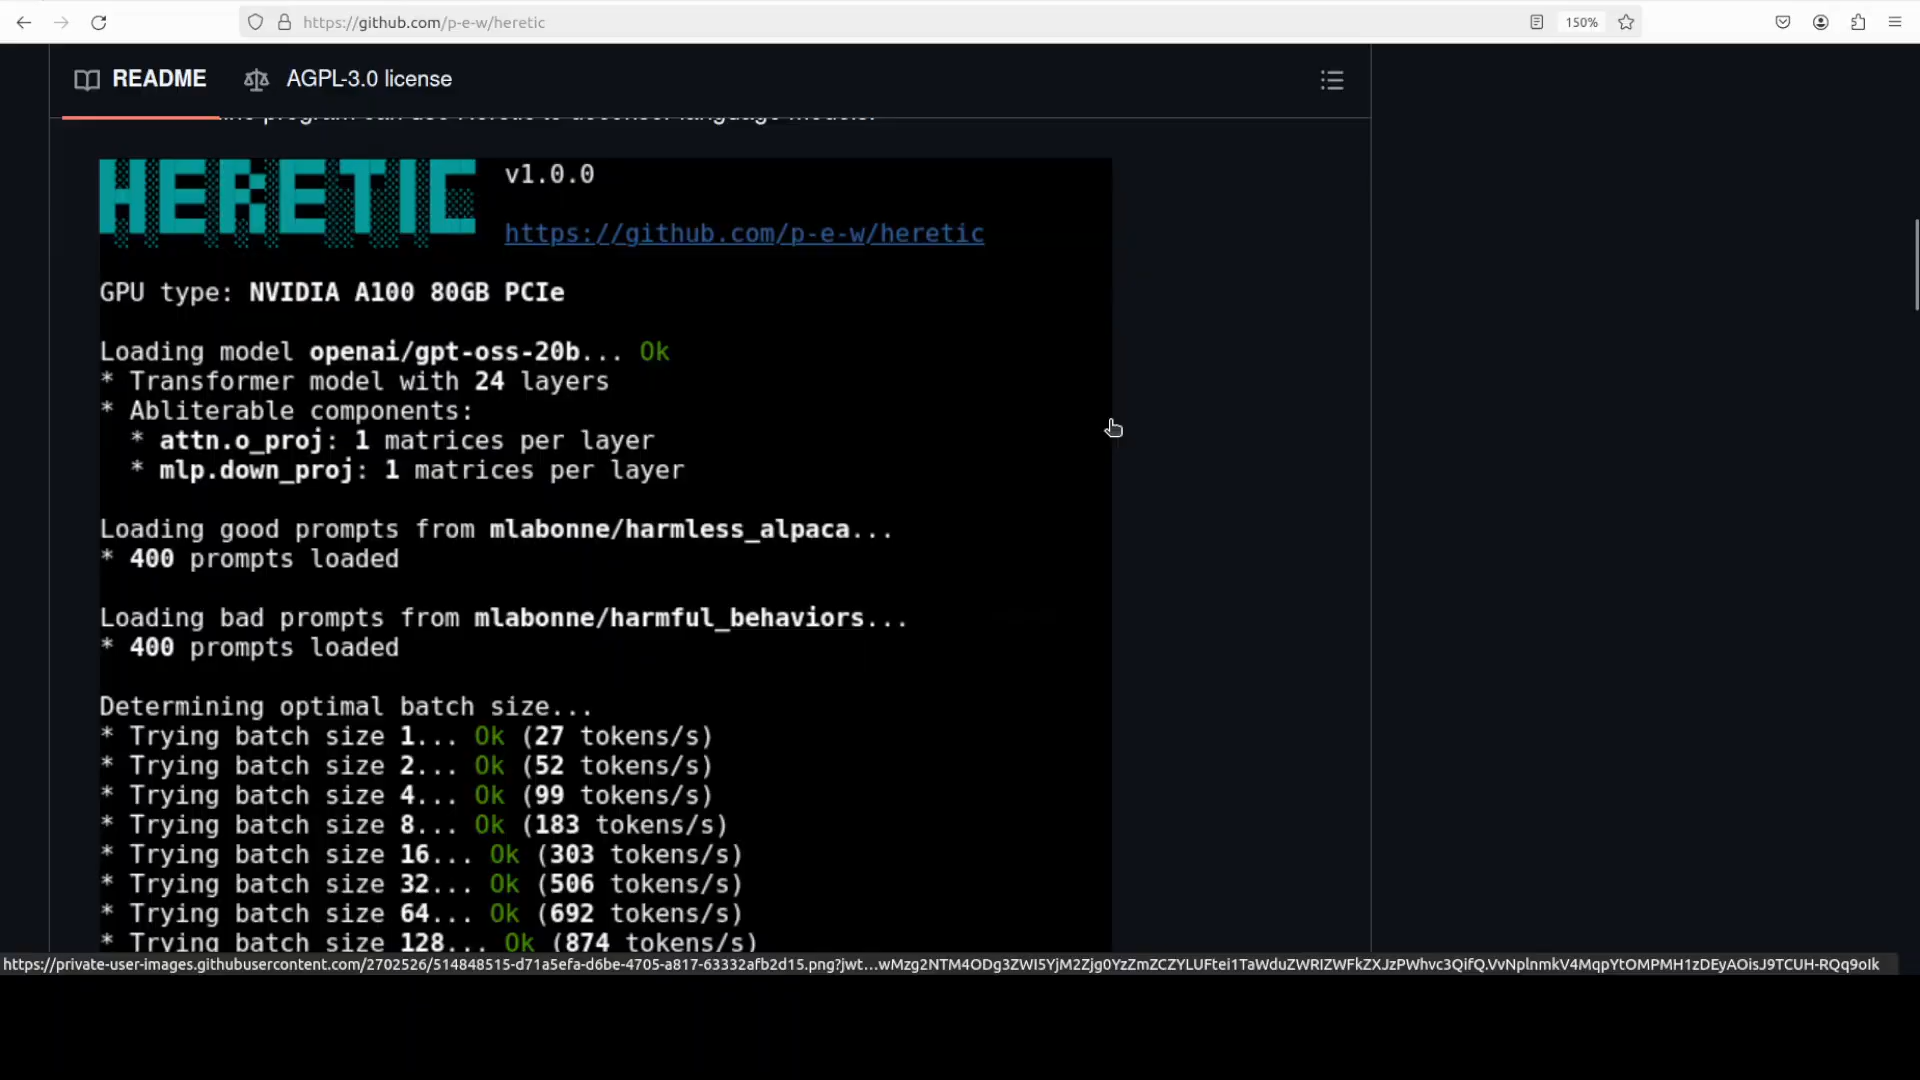 https://github.com/p-e-w/heretic
150%
README
AGPL-3.0 license
HERETIC
v1.0.0
https://github.com/p-e-w/heretic
GPU type: NVIDIA A100 80GB PCIe
Loading model openai/gpt-oss-20b... Ok
* Transformer model with 24 layers
* Abliterable components:
* attn.o_proj: 1 matrices per layer
* mlp.down_proj: 1 matrices per layer
Loading good prompts from mlabonne/harmless_alpaca...
* 400 prompts loaded
Loading bad prompts from mlabonne/harmful_behaviors...
* 400 prompts loaded
Determining optimal batch size...
* Trying batch size 1... Ok (27 tokens/s)
* Trying batch size 2... Ok (52 tokens/s)
* Trying batch size 4... Ok (99 tokens/s)
* Trying batch size 8... Ok (183 tokens/s)
* Trying batch size 16... Ok (303 tokens/s)
* Trying batch size 32... Ok (506 tokens/s)
* Trying batch size 64... Ok (692 tokens/s)
* Trying batch size 128... Ok (874 tokens/s)
https://private-user-images.githubusercontent.com/2702526/514848515-d71a5efa-d6be-4705-a817-63332afb2d15.png?jwt...wMzg2NTM4ODg3ZWI5YjM2Zjg0YzZmZCZYLUFtei1TaWduZWRIZWFkZXJzPWhvc3QifQ.VvNplnmkV4MqpYtOMPMH1zDEyAOisJ9TCUH-RQq9oIk